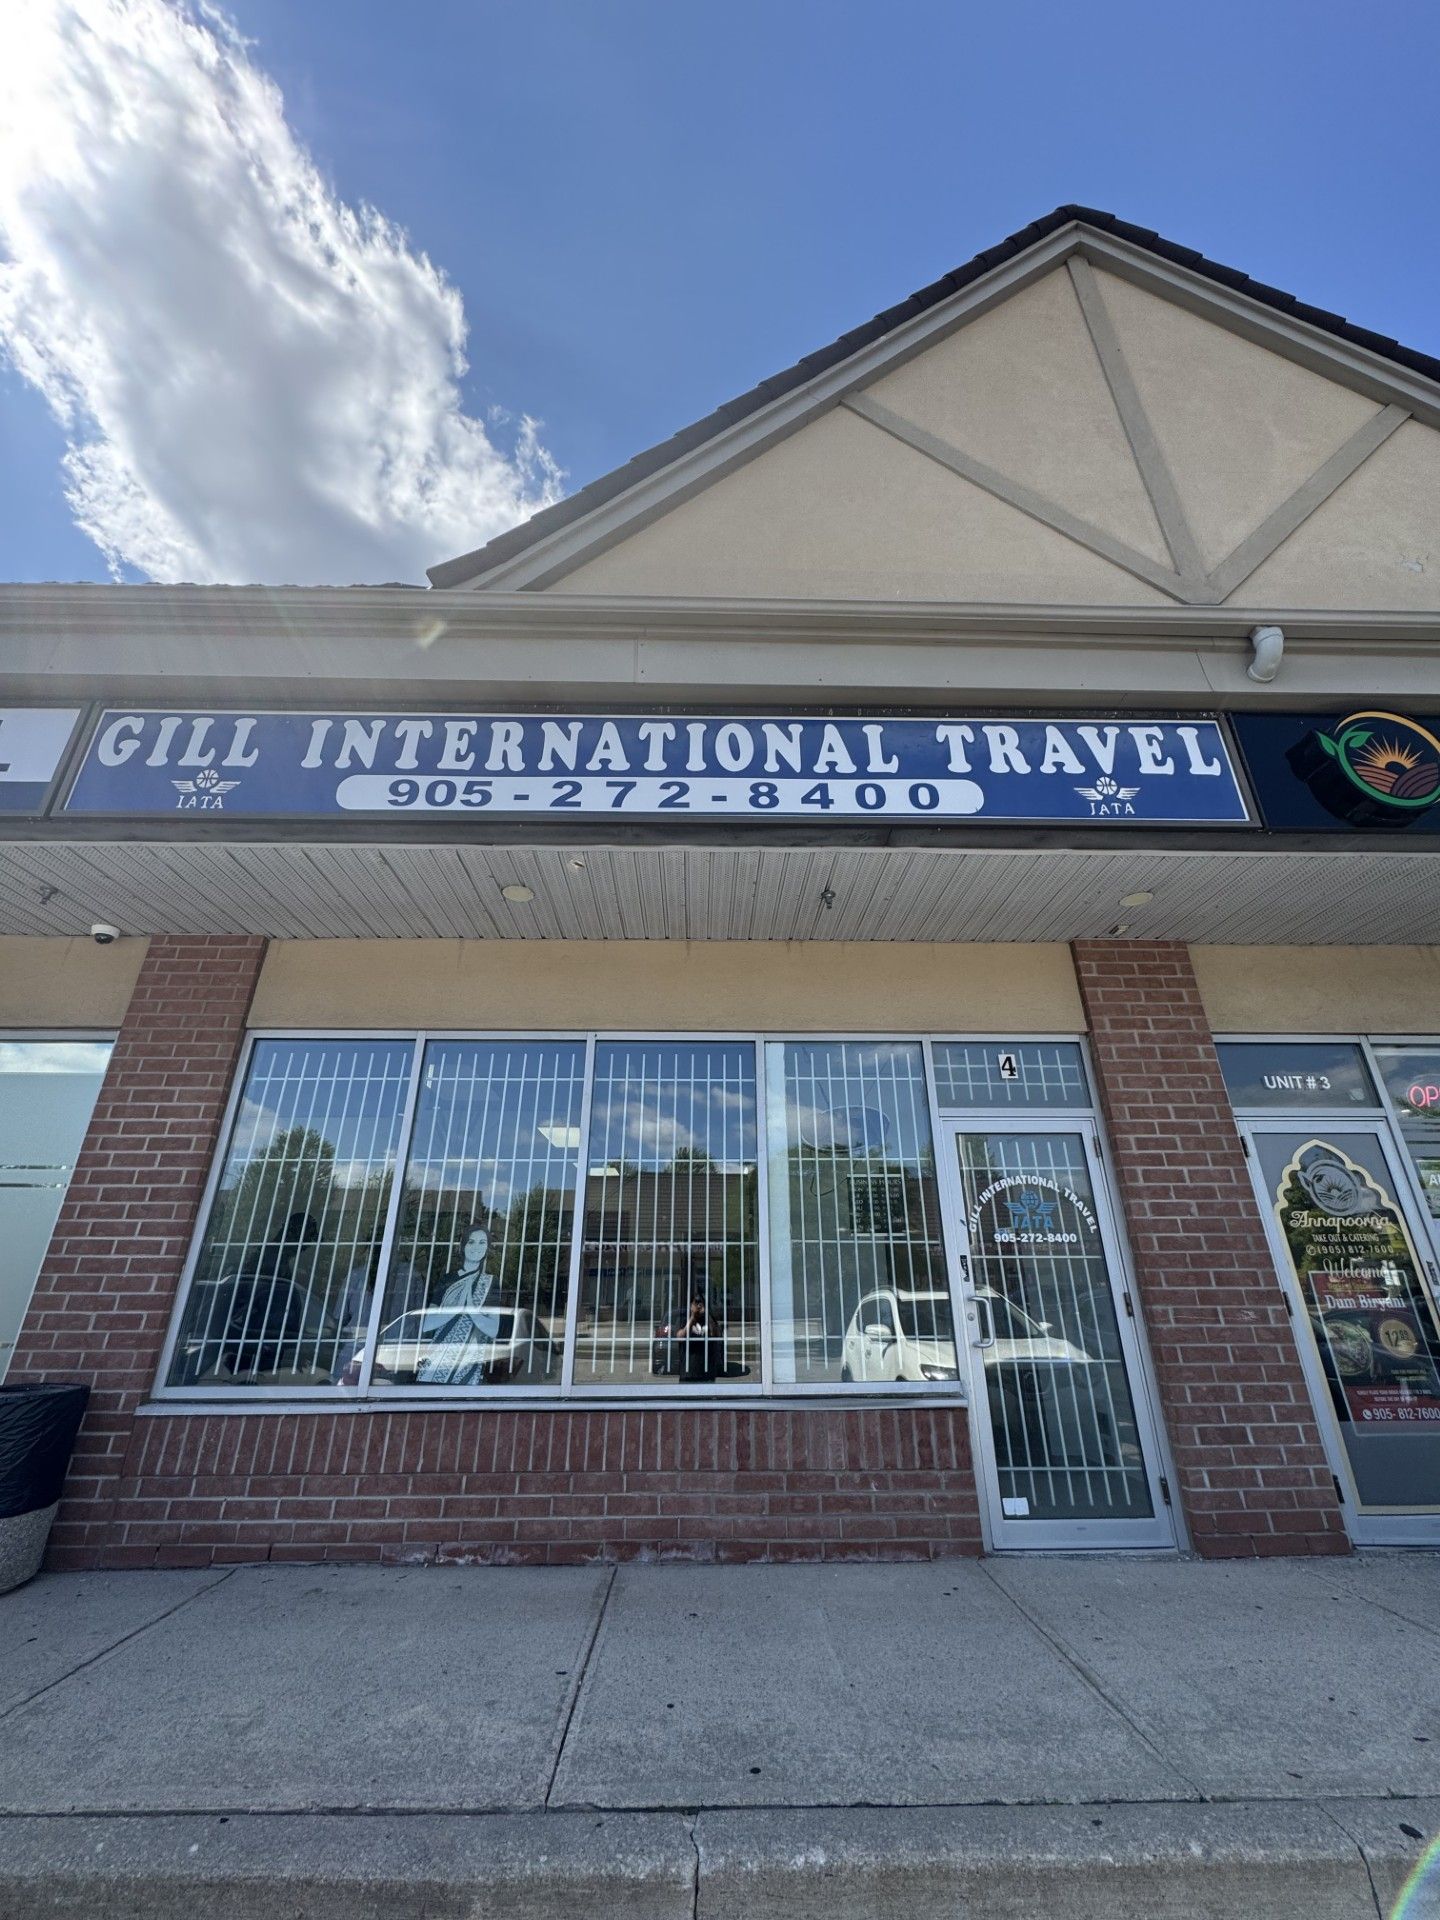 GILL INTERNATIONAL TRAVEL
905-272-8400
IATA
IATA
4
GILL INTERNATIONAL TRAVEL
IATA
905-272-8400
UNIT # 3
OP
Annapoorna
TAKE OUT & CATERING
(905) 812-7600
Welcome
Dum Biryani
905-812-7600